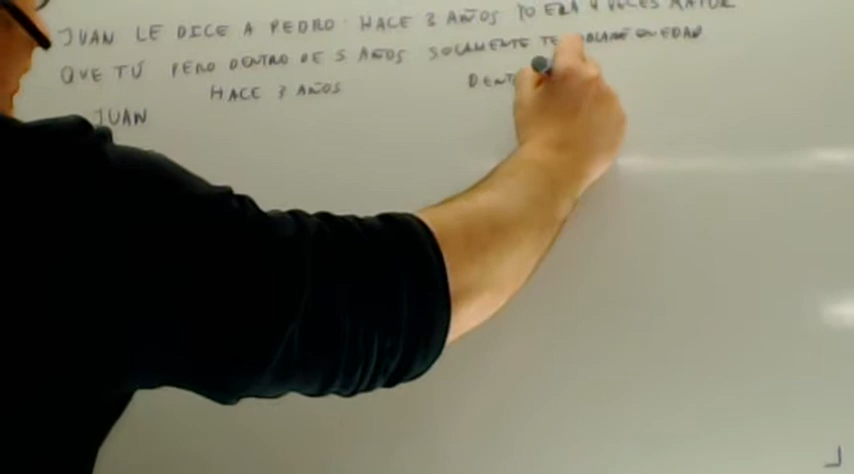 JUAN LE DICE A PEDRO HACE 3 AÑOS YO ERA 4 VECES MAYOR
QUE TÚ PERO DENTRO DE 5 AÑOS SOLAMENTE TE EN EDAD
HACE 3 AÑOS DENT
JUAN